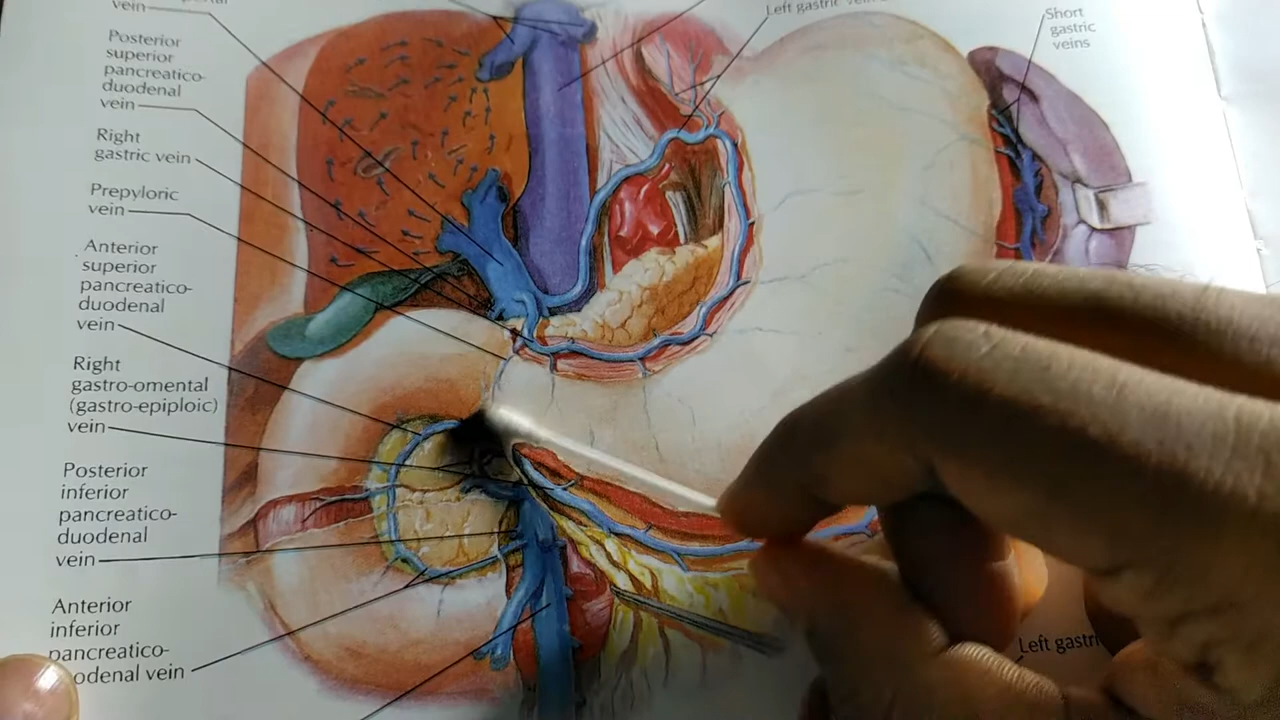 vein
Posterior
superior
pancreatico-
duodenal
vein
Right
gastric vein
Prepyloric
vein
Anterior
superior
pancreatico-
duodenal
vein
Right
gastro-omental
(gastro-epiploic)
vein
Posterior
inferior
pancreatico-
duodenal
vein
Anterior
inferior
pancreatico-
odenal vein
Left gastric vein
Short
gastric
veins
Left gastri